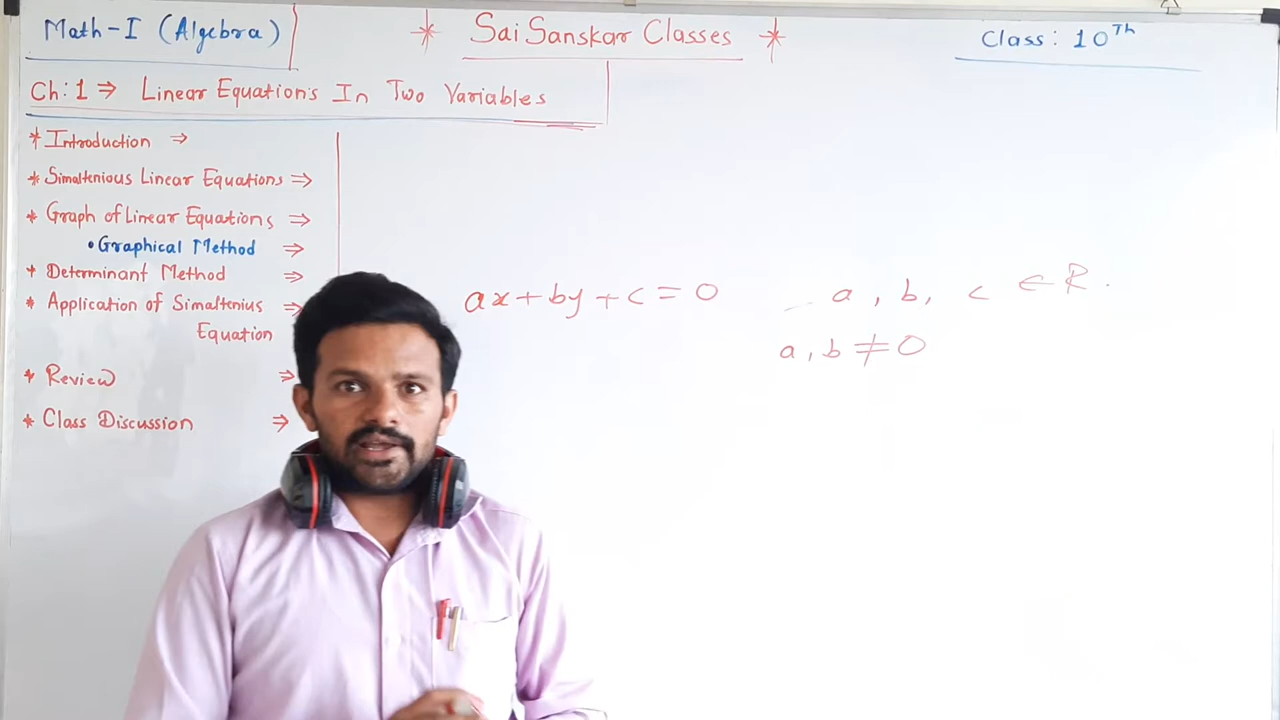 Math-I (Algebra)
* Sai Sanskar Classes *
Class: 10Th
Ch:1 ⇒ Linear Equations In Two Variables
* Introduction ⇒
* Simaltenious Linear Equations ⇒
* Graph of Linear Equations ⇒
• Graphical Method ⇒
* Determinant Method ⇒
* Application of Simaltenius ⇒
Equation
* Review ⇒
* Class Discussion ⇒
ax + by + c = 0
a, b, c ∈ R.
a, b ≠ 0